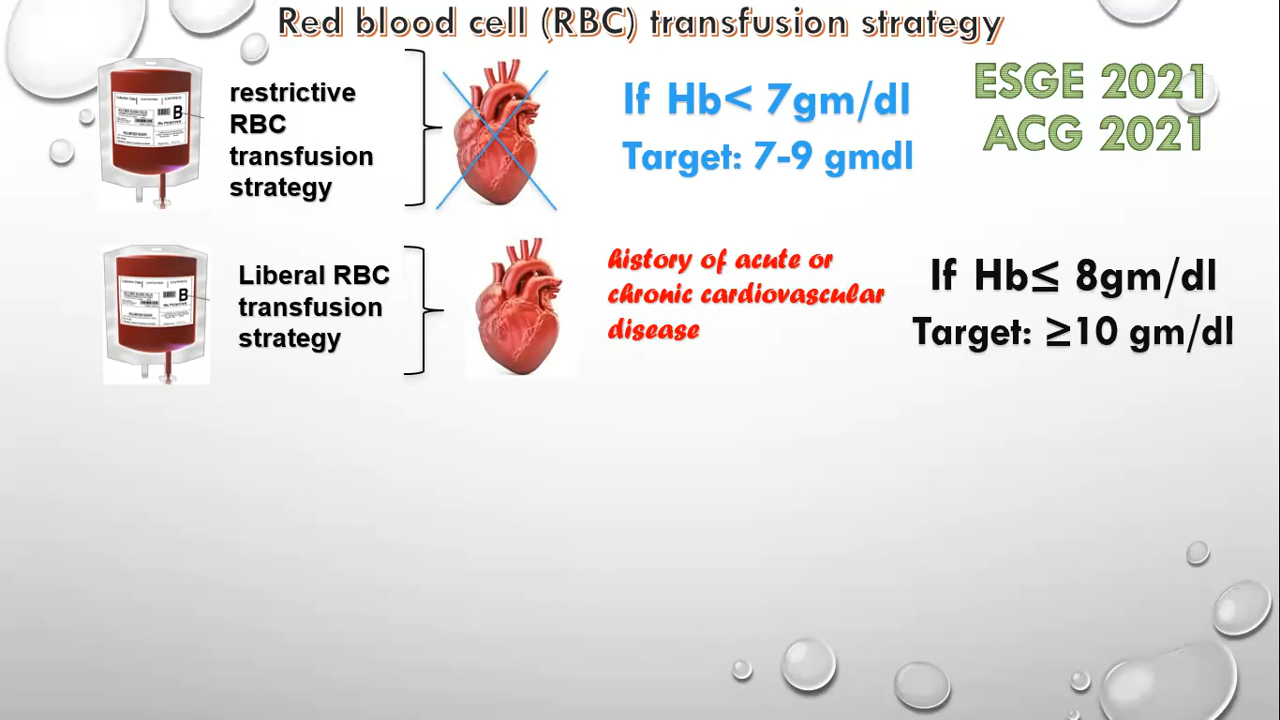 Red blood cell (RBC) transfusion strategy
restrictive
RBC
transfusion
strategy
If Hb< 7gm/dl
Target: 7-9 gmdl
ESGE 2021
ACG 2021
B
Liberal RBC
transfusion
strategy
history of acute or
chronic cardiovascular
disease
If Hb≤ 8gm/dl
Target: ≥10 gm/dl
B